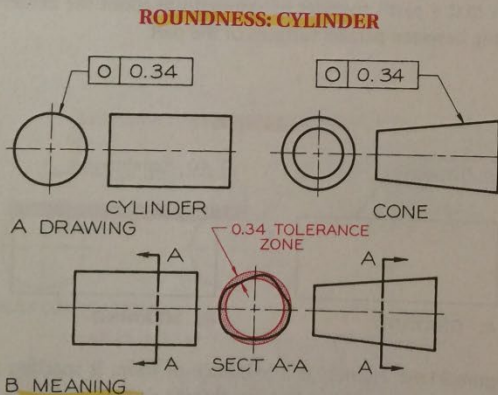 ROUNDNESS: CYLINDER
O 0.34
O 0.34
CYLINDER
CONE
A DRAWING
0.34 TOLERANCE
ZONE
A
A
A
A
SECT A-A
B MEANING